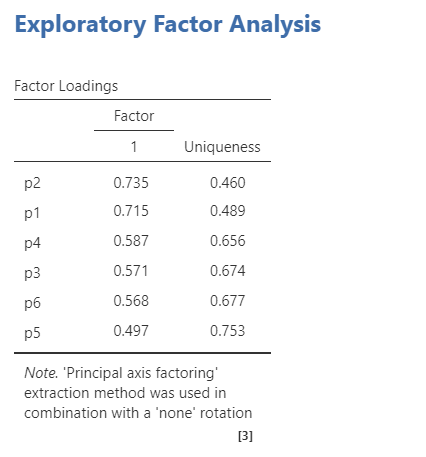 Exploratory Factor Analysis
Factor Loadings
Factor
1 Uniqueness
p2 0.735 0.460
p1 0.715 0.489
p4 0.587 0.656
p3 0.571 0.674
p6 0.568 0.677
p5 0.497 0.753
Note. 'Principal axis factoring'
extraction method was used in
combination with a 'none' rotation
[3]